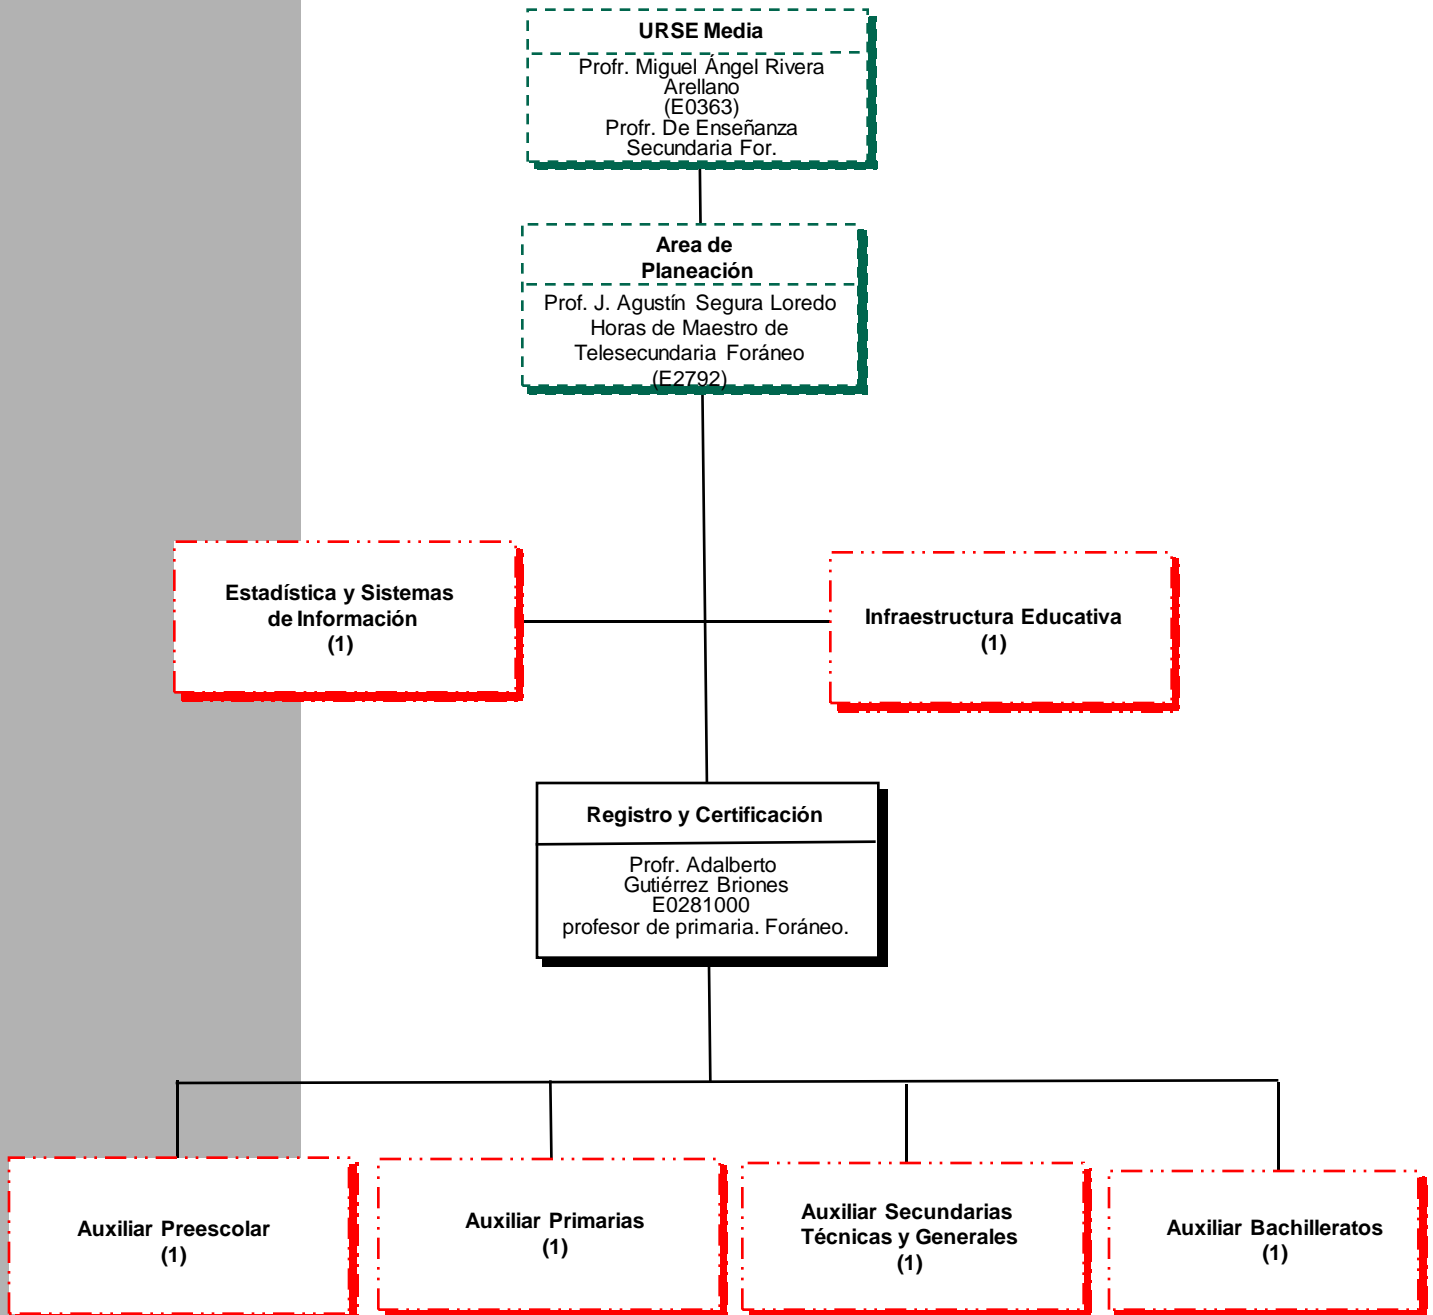 URSE Media
Profr. Miguel Ángel Rivera
Arellano
(E0363)
Profr. De Enseñanza
Secundaria For.
Area de
Planeación
Prof. J. Agustín Segura Loredo
Horas de Maestro de
Telesecundaria Foráneo
(E2792)
Estadística y Sistemas
de Información
(1)
Infraestructura Educativa
(1)
Registro y Certificación
Profr. Adalberto
Gutiérrez Briones
E0281000
profesor de primaria. Foráneo.
Auxiliar Preescolar
(1)
Auxiliar Primarias
(1)
Auxiliar Secundarias
Técnicas y Generales
(1)
Auxiliar Bachilleratos
(1)